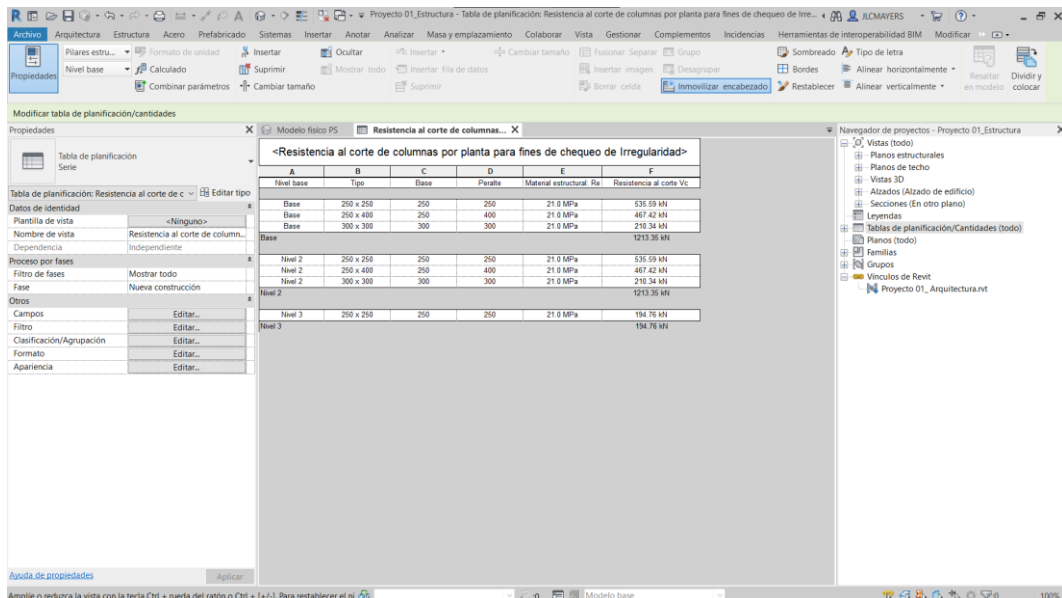 Proyecto 01_Estructura - Tabla de planificación: Resistencia al corte de columnas por planta para fines de chequeo de Irre...
JLCMAYERS
Archivo Arquitectura Estructura Acero Prefabricado Sistemas Insertar Anotar Analizar Masa y emplazamiento Colaborar Vista Gestionar Complementos Incidencias Herramientas de interoperabilidad BIM Modificar
Pilares estru... Formato de unidad Insertar Ocultar Insertar Cambiar tamaño Fusionar Separar Grupo Sombreado Tipo de letra
Propiedades Nivel base Calculado Suprimir Mostrar todo Insertar fila de datos Insertar imagen Desagrupar Bordes Alinear horizontalmente Resaltar en modelo Dividir y colocar
Combinar parámetros Cambiar tamaño Suprimir Borrar celda Inmovilizar encabezado Restablecer Alinear verticalmente
Modificar tabla de planificación/cantidades
Propiedades X
Tabla de planificación
Serie
Tabla de planificación: Resistencia al corte de c Editar tipo
Datos de identidad
Plantilla de vista <Ninguno>
Nombre de vista Resistencia al corte de column...
Dependencia Independiente
Proceso por fases
Filtro de fases Mostrar todo
Fase Nueva construcción
Otros
Campos Editar...
Filtro Editar...
Clasificación/Agrupación Editar...
Formato Editar...
Apariencia Editar...
Ayuda de propiedades Aplicar
Modelo fisico PS Resistencia al corte de columnas... X
<Resistencia al corte de columnas por planta para fines de chequeo de Irregularidad>
A B C D E F
Nivel base Tipo Base Peralte Material estructural: Re Resistencia al corte Vc
Base 250 x 250 250 250 21.0 MPa 535.59 kN
Base 250 x 400 250 400 21.0 MPa 467.42 kN
Base 300 x 300 300 300 21.0 MPa 210.34 kN
Base 1213.35 kN
Nivel 2 250 x 250 250 250 21.0 MPa 535.59 kN
Nivel 2 250 x 400 250 400 21.0 MPa 467.42 kN
Nivel 2 300 x 300 300 300 21.0 MPa 210.34 kN
Nivel 2 1213.35 kN
Nivel 3 250 x 250 250 250 21.0 MPa 194.76 kN
Nivel 3 194.76 kN
Navegador de proyectos - Proyecto 01_Estructura X
Vistas (todo)
Planos estructurales
Planos de techo
Vistas 3D
Alzados (Alzado de edificio)
Secciones (En otro plano)
Leyendas
Tablas de planificación/Cantidades (todo)
Planos (todo)
Familias
Grupos
Vínculos de Revit
Proyecto 01_ Arquitectura.rvt
Amplíe o reduzca la vista con la tecla Ctrl + rueda del ratón o Ctrl + [+/-]. Para restablecer el ni :0 Modelo base :0 100%